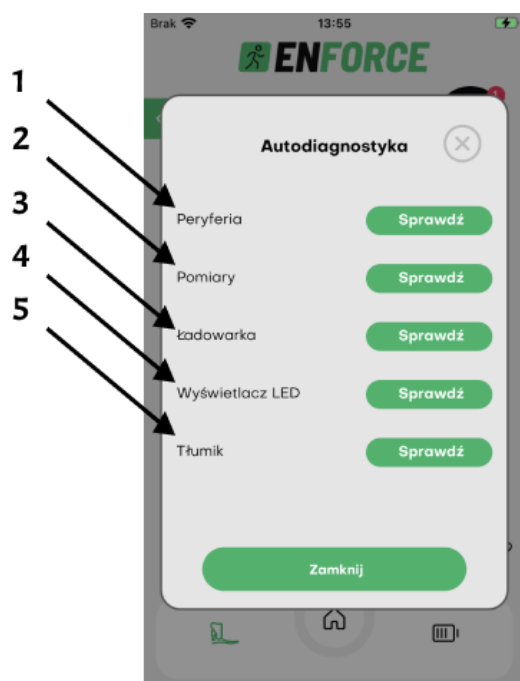 Brak 13:55
ENFORCE
1
1
Autodiagnostyka
2
Peryferia Sprawdź
3
Pomiary Sprawdź
4
5
Ładowarka Sprawdź
Wyświetlacz LED Sprawdź
Tłumik Sprawdź
Zamknij